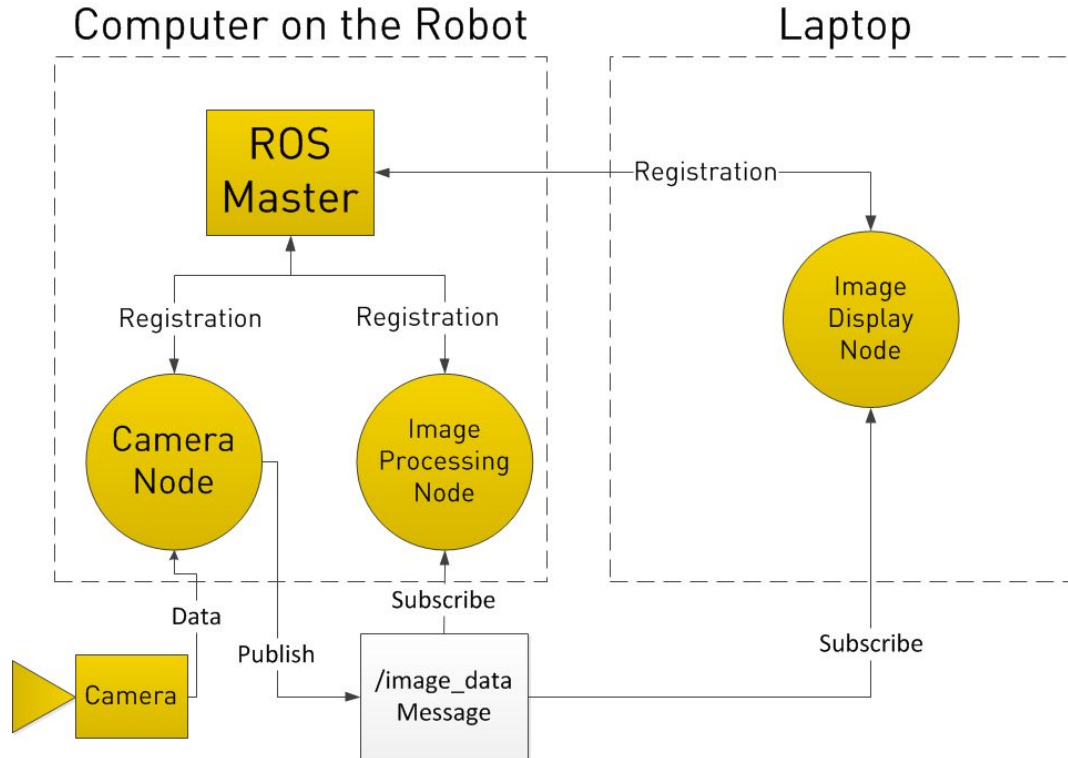 Computer on the Robot
Laptop
ROS
Master
Registration
Registration
Registration
Image
Display
Node
Camera
Node
Image
Processing
Node
Data
Subscribe
Publish
Subscribe
Camera
/image_data
Message